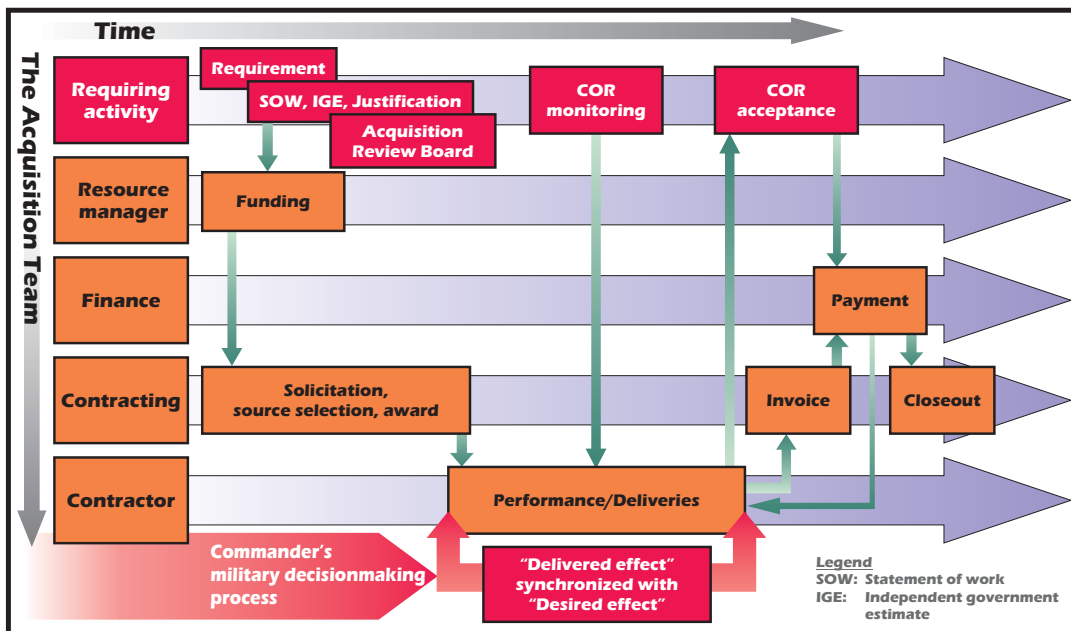 Time
The Acquisition Team
Requiring
activity
Requirement
SOW, IGE, Justification
Acquisition
Review Board
COR
monitoring
COR
acceptance
Resource
manager
Funding
Finance
Payment
Contracting
Solicitation,
source selection, award
Invoice
Closeout
Contractor
Performance/Deliveries
Commander’s
military decisionmaking
process
“Delivered effect”
synchronized with
“Desired effect”
Legend
SOW: Statement of work
IGE: Independent government
estimate